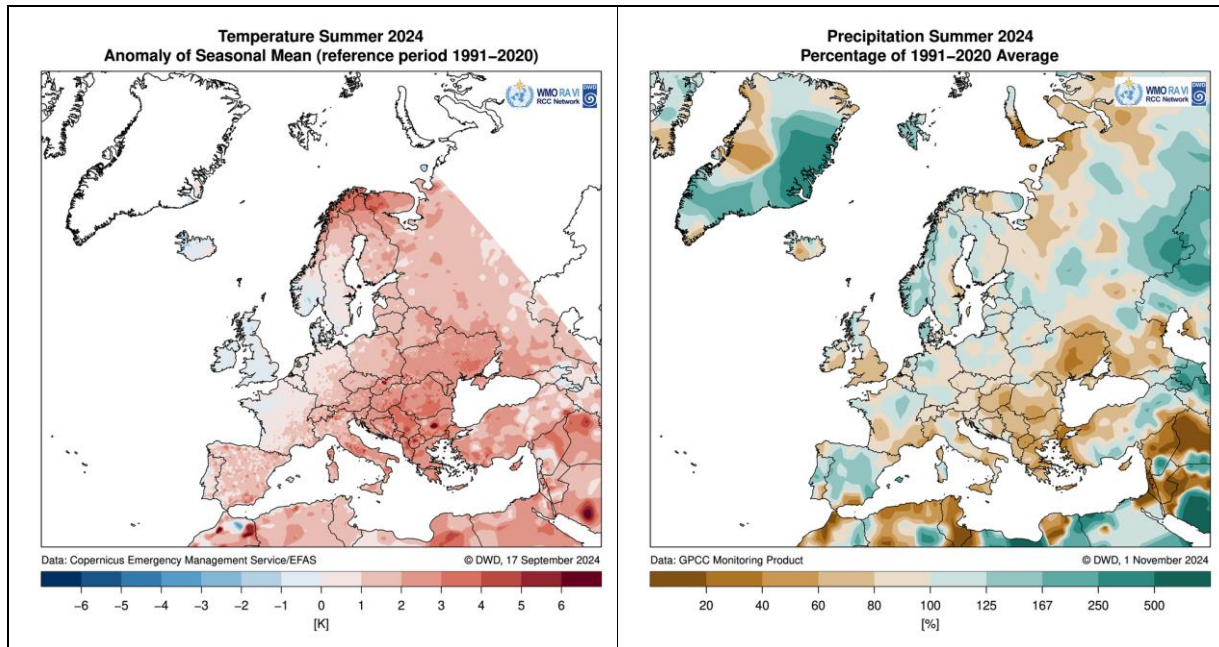 Temperature Summer 2024
Anomaly of Seasonal Mean (reference period 1991−2020)
WMO RA VI
RCC Network
DWD
Data: Copernicus Emergency Management Service/EFAS
© DWD, 17 September 2024
−6 −5 −4 −3 −2 −1 0 1 2 3 4 5 6
[K]
Precipitation Summer 2024
Percentage of 1991−2020 Average
WMO RA VI
RCC Network
DWD
Data: GPCC Monitoring Product
© DWD, 1 November 2024
20 40 60 80 100 125 167 250 500
[%]